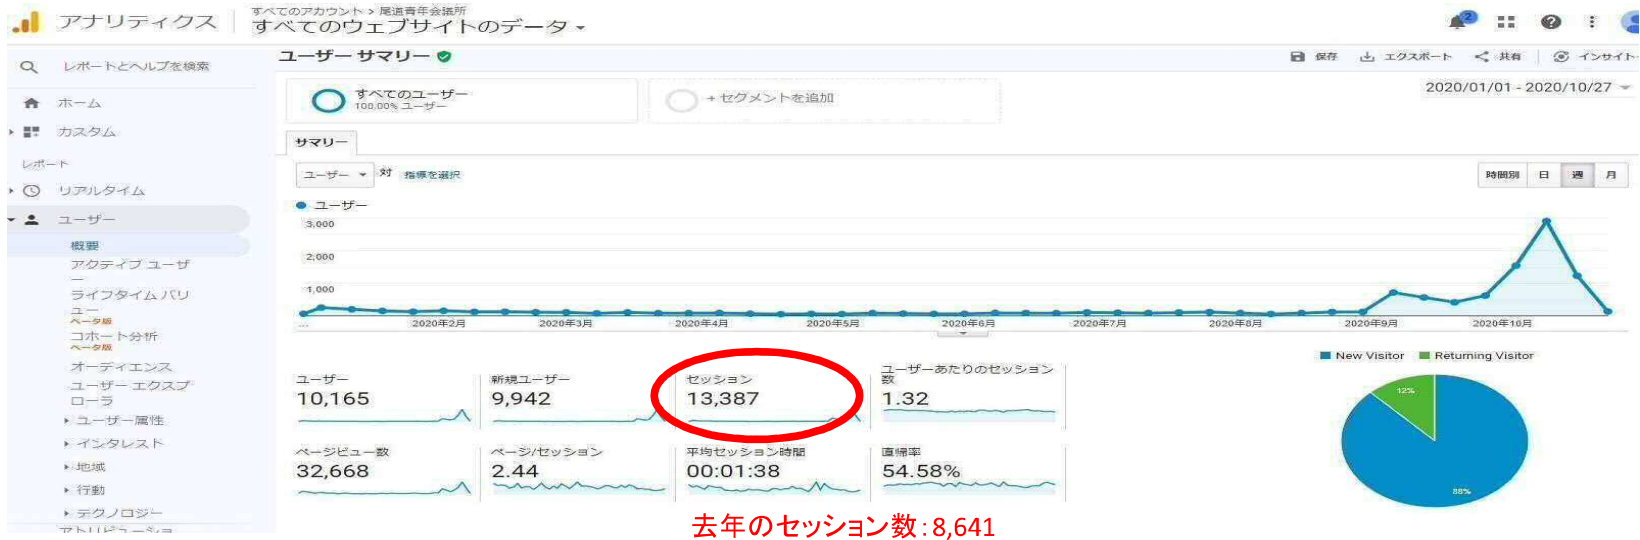 アナリティクス
すべてのアカウント > 尾道青年会議所
すべてのウェブサイトのデータ
2
レポートとヘルプを検索
ホーム
カスタム
レポート
リアルタイム
ユーザー
概要
アクティブ ユーザ
ー
ライフタイム バリ
ュー
ベータ版
コホート分析
ベータ版
オーディエンス
ユーザー エクスプ
ローラ
ユーザー属性
インタレスト
地域
行動
テクノロジー
アトリビューショ
ユーザー サマリー
保存
エクスポート
共有
インサイト
すべてのユーザー
100.00% ユーザー
+ セグメントを追加
2020/01/01 - 2020/10/27
サマリー
ユーザー 対 指標を選択
時間別 日 週 月
ユーザー
3,000
2,000
1,000
...
2020年2月 2020年3月 2020年4月 2020年5月 2020年6月 2020年7月 2020年8月 2020年9月 2020年10月
New Visitor Returning Visitor
ユーザー
10,165
新規ユーザー
9,942
セッション
13,387
ユーザーあたりのセッション
数
1.32
ページビュー数
32,668
ページ/セッション
2.44
平均セッション時間
00:01:38
直帰率
54.58%
12%
88%
去年のセッション数:8,641